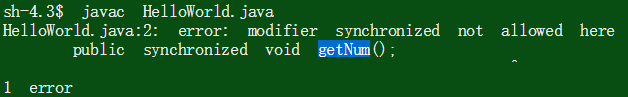 sh-4.3$ javac HelloWorld.java
HelloWorld.java:2: error: modifier synchronized not allowed here
public synchronized void getNum();
^
1 error